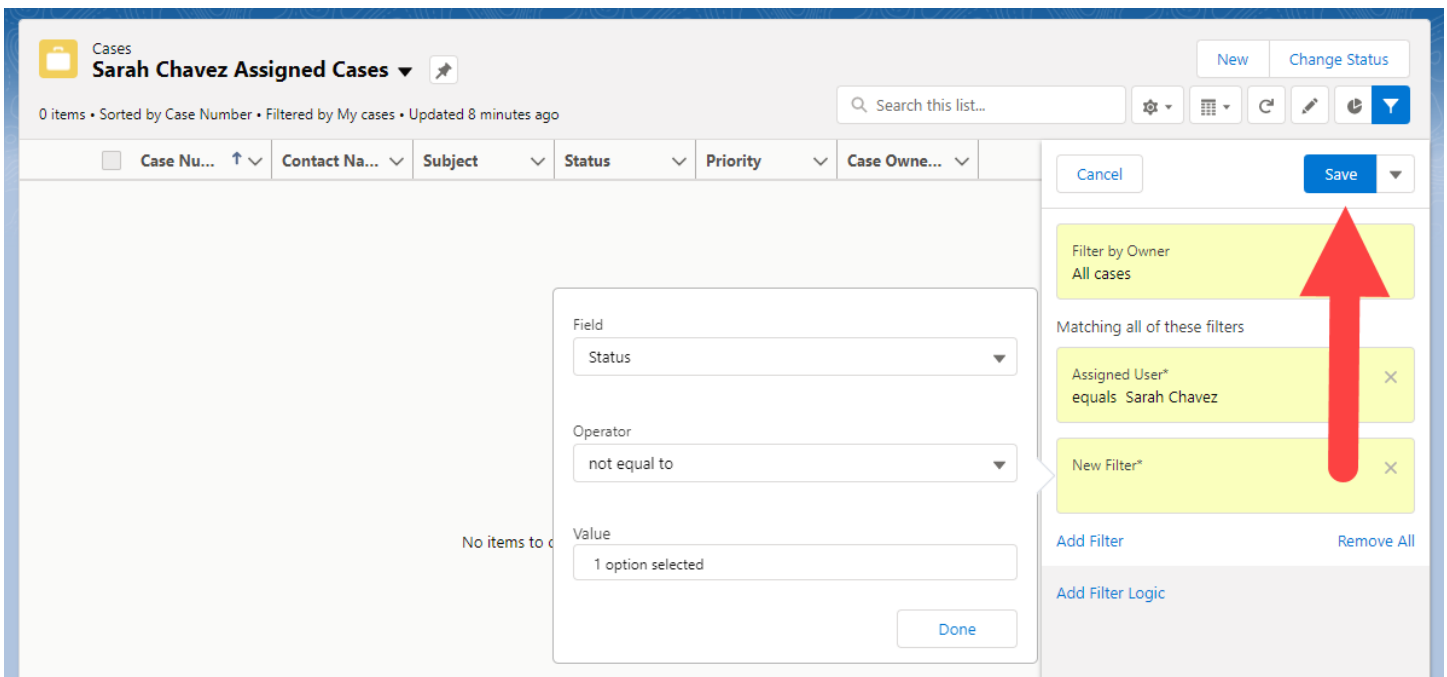 Cases
Sarah Chavez Assigned Cases
New
Change Status
0 items • Sorted by Case Number • Filtered by My cases • Updated 8 minutes ago
Search this list...
Case Nu...
Contact Na...
Subject
Status
Priority
Case Owne...
Cancel
Save
Filter by Owner
All cases
Matching all of these filters
Assigned User*
equals Sarah Chavez
New Filter*
Add Filter
Remove All
Add Filter Logic
Field
Status
Operator
not equal to
No items to
Value
1 option selected
Done